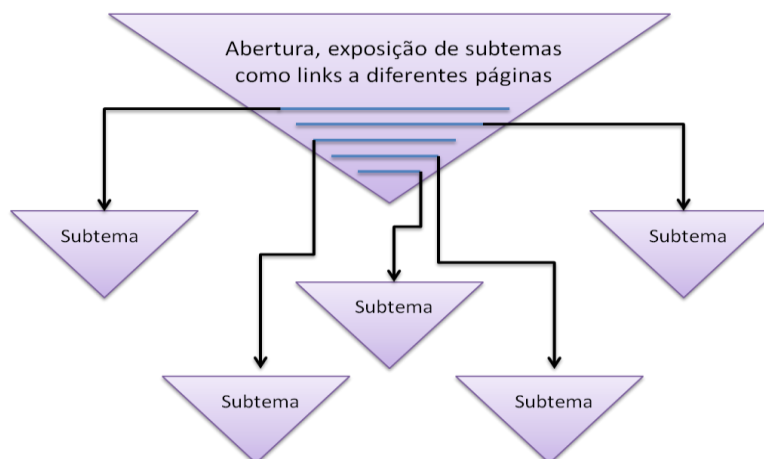 Abertura, exposição de subtemas
como links a diferentes páginas
Subtema
Subtema
Subtema
Subtema
Subtema